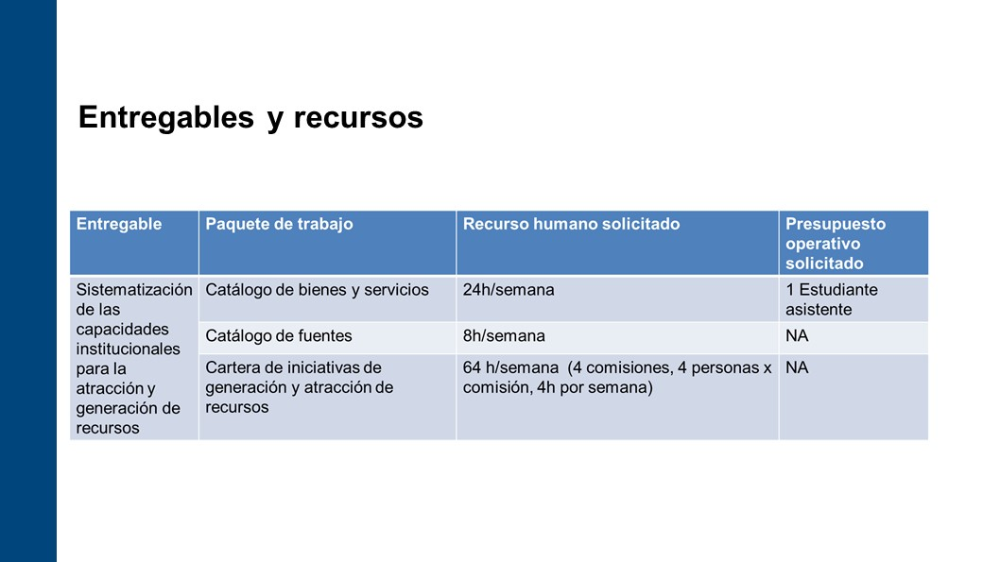 Entregables y recursos
Entregable
Paquete de trabajo
Recurso humano solicitado
Presupuesto
operativo
solicitado
Sistematización
de las
capacidades
institucionales
para la
atracción y
generación de
recursos
Catálogo de bienes y servicios
24h/semana
1 Estudiante
asistente
Catálogo de fuentes
8h/semana
NA
Cartera de iniciativas de
generación y atracción de
recursos
64 h/semana  (4 comisiones, 4 personas x
comisión, 4h por semana)
NA